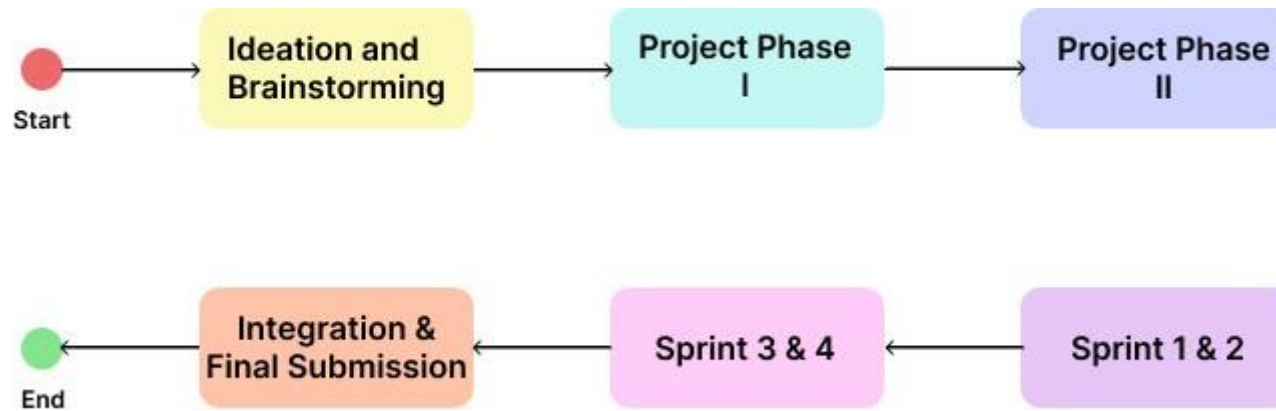 Ideation and
Brainstorming
Project Phase
I
Project Phase
II
Start
Integration &
Final Submission
Sprint 3 & 4
Sprint 1 & 2
End